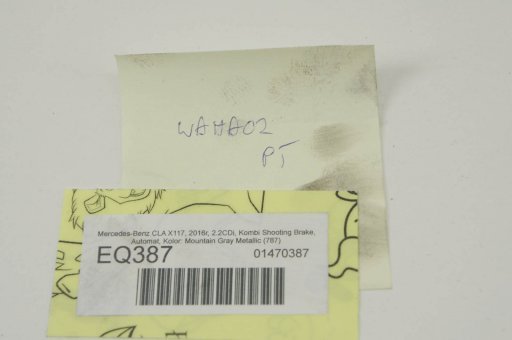 WAHA02
PT
Mercedes-Benz CLA X117, 2016r, 2.2CDi, Kombi Shooting Brake,
Automat, Kolor: Mountain Gray Metallic (787)
EQ387
01470387